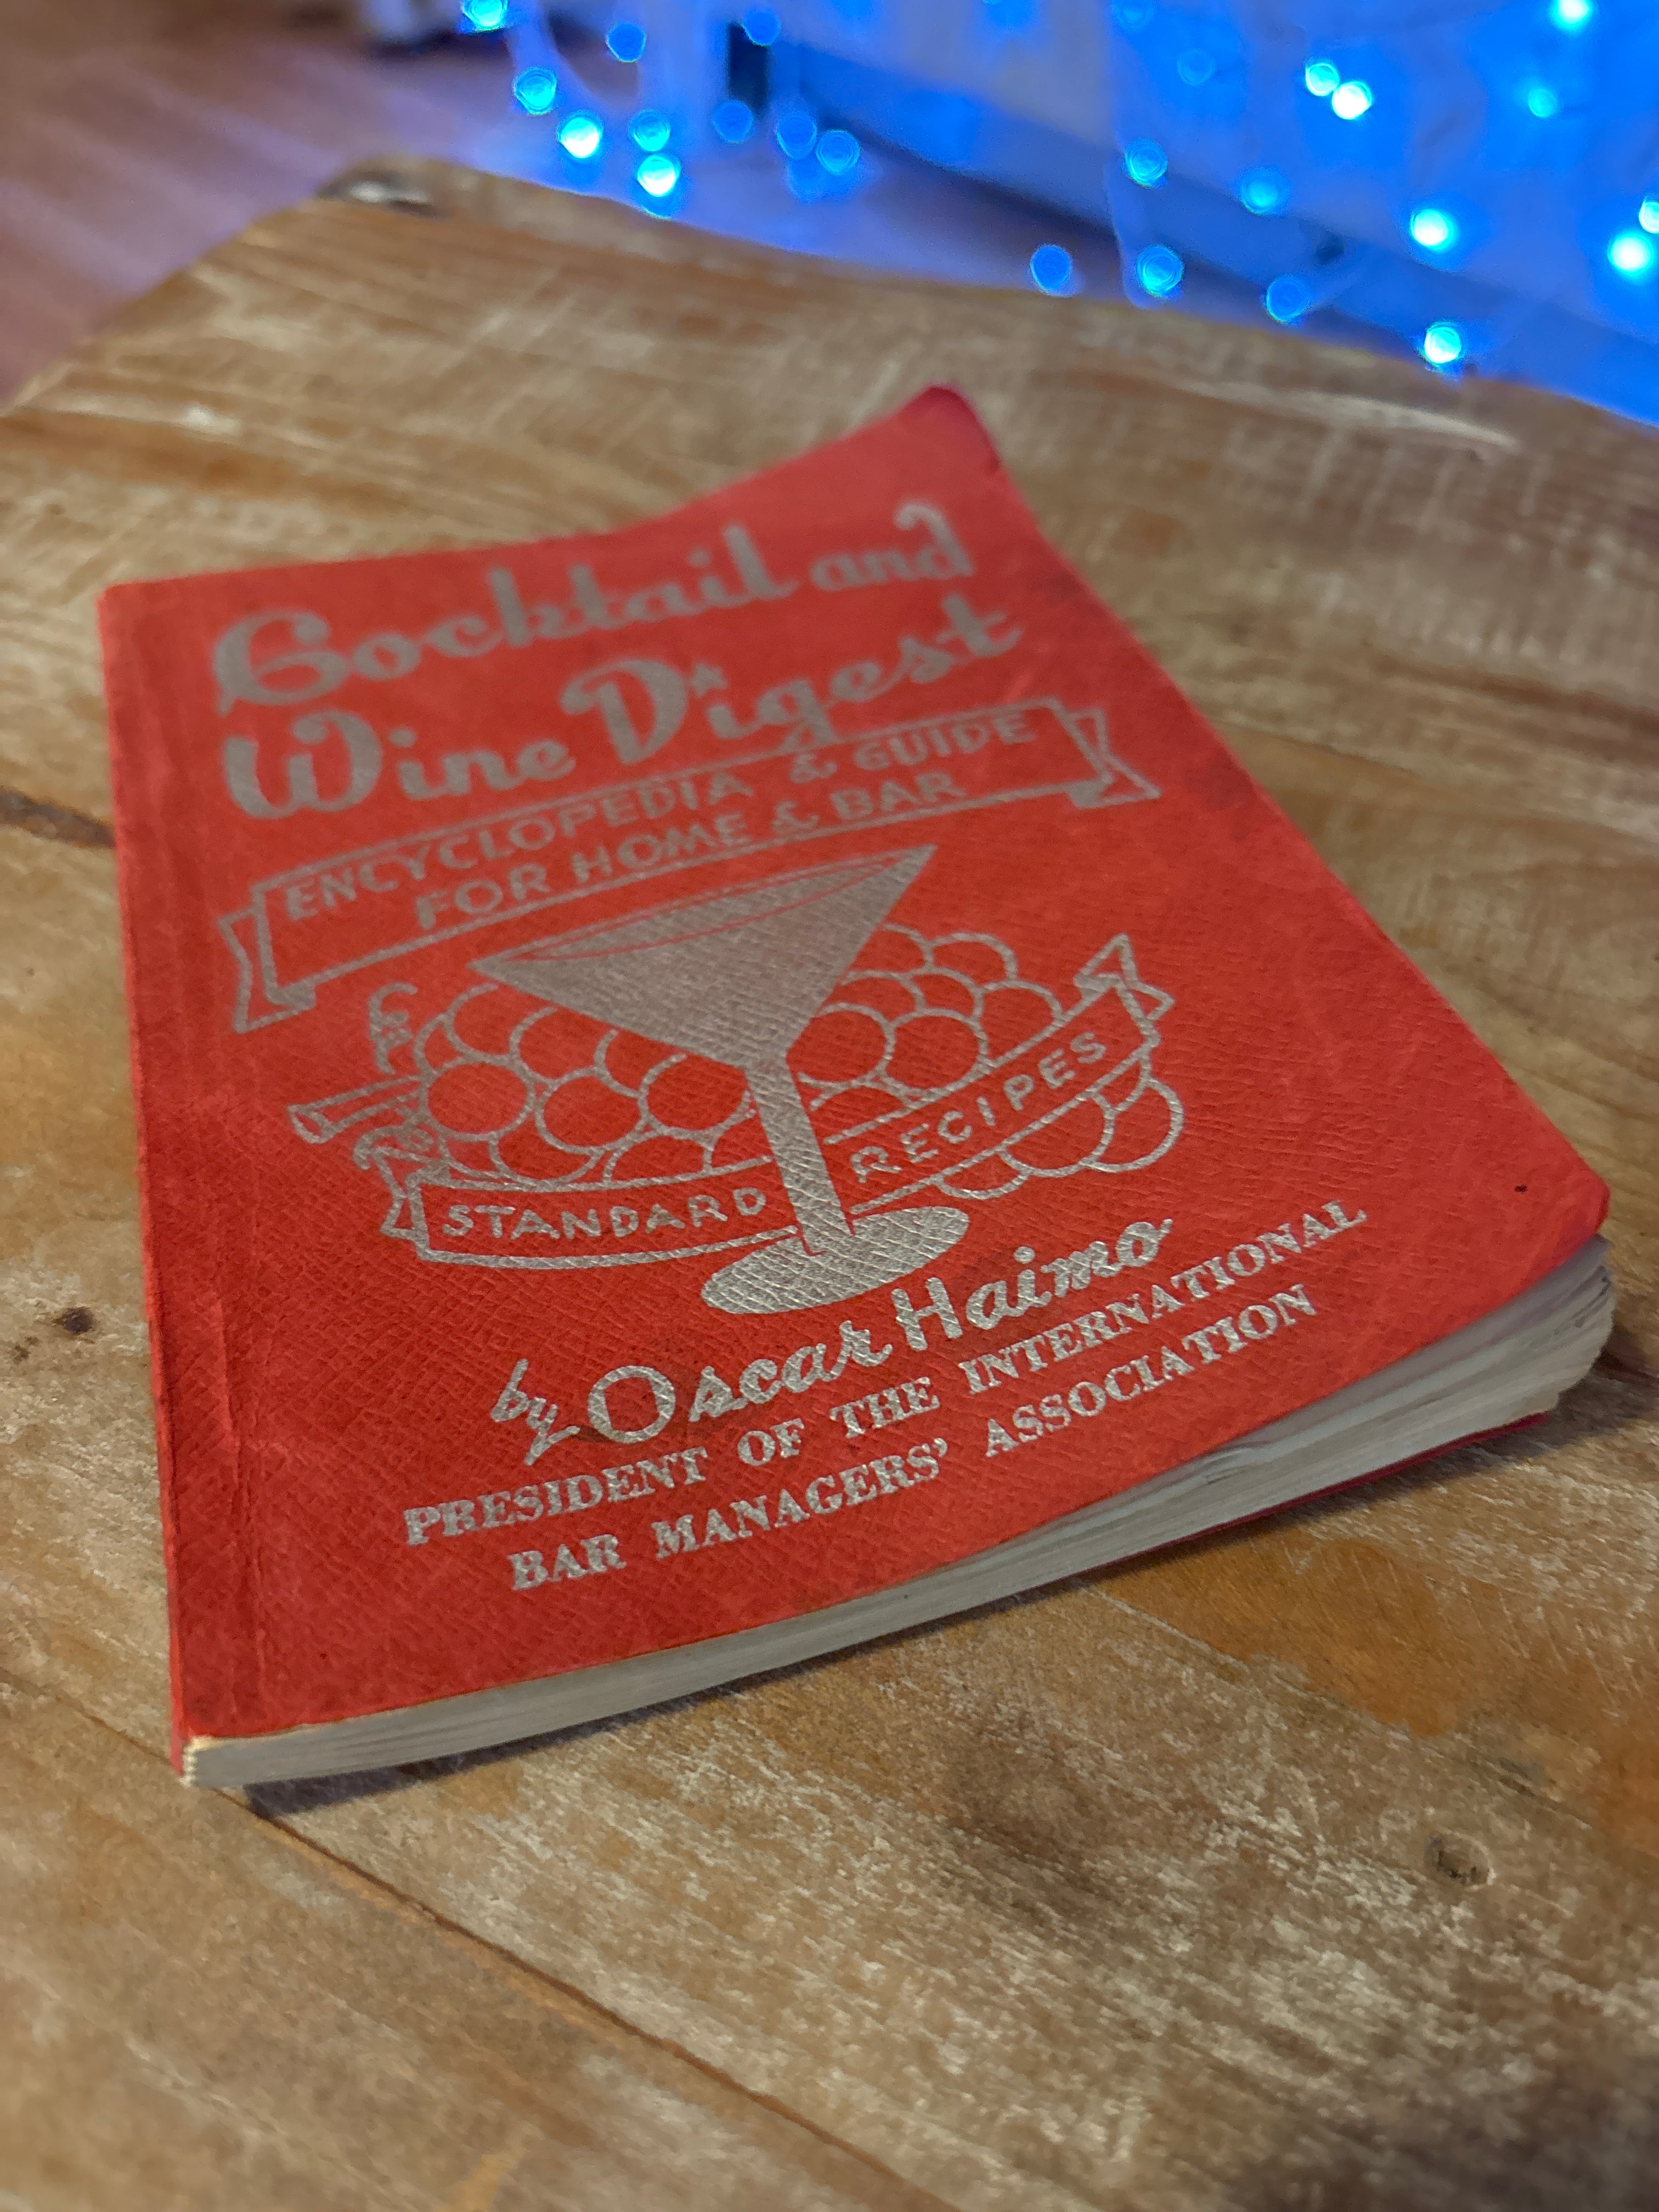 Cocktail and
Wine Digest
ENCYCLOPEDIA & GUIDE
FOR HOME & BAR
STANDARD RECIPES
by Oscar Haimo
PRESIDENT OF THE INTERNATIONAL
BAR MANAGERS' ASSOCIATION